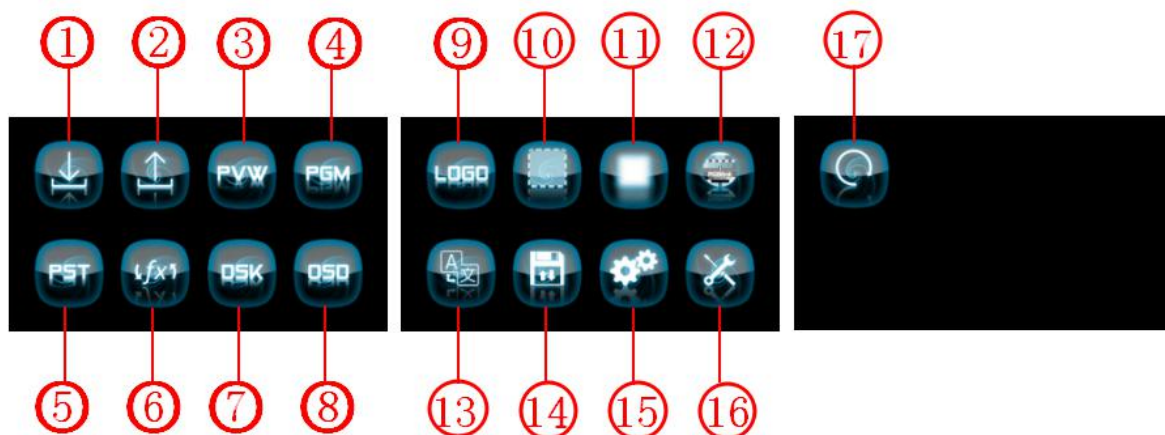 ① ② ③ ④ ⑨ ⑩ ⑪ ⑫ ⑰
PVW PGM LOGO
A 文
PST fx DSK OSD
⑤ ⑥ ⑦ ⑧ ⑬ ⑭ ⑮ ⑯